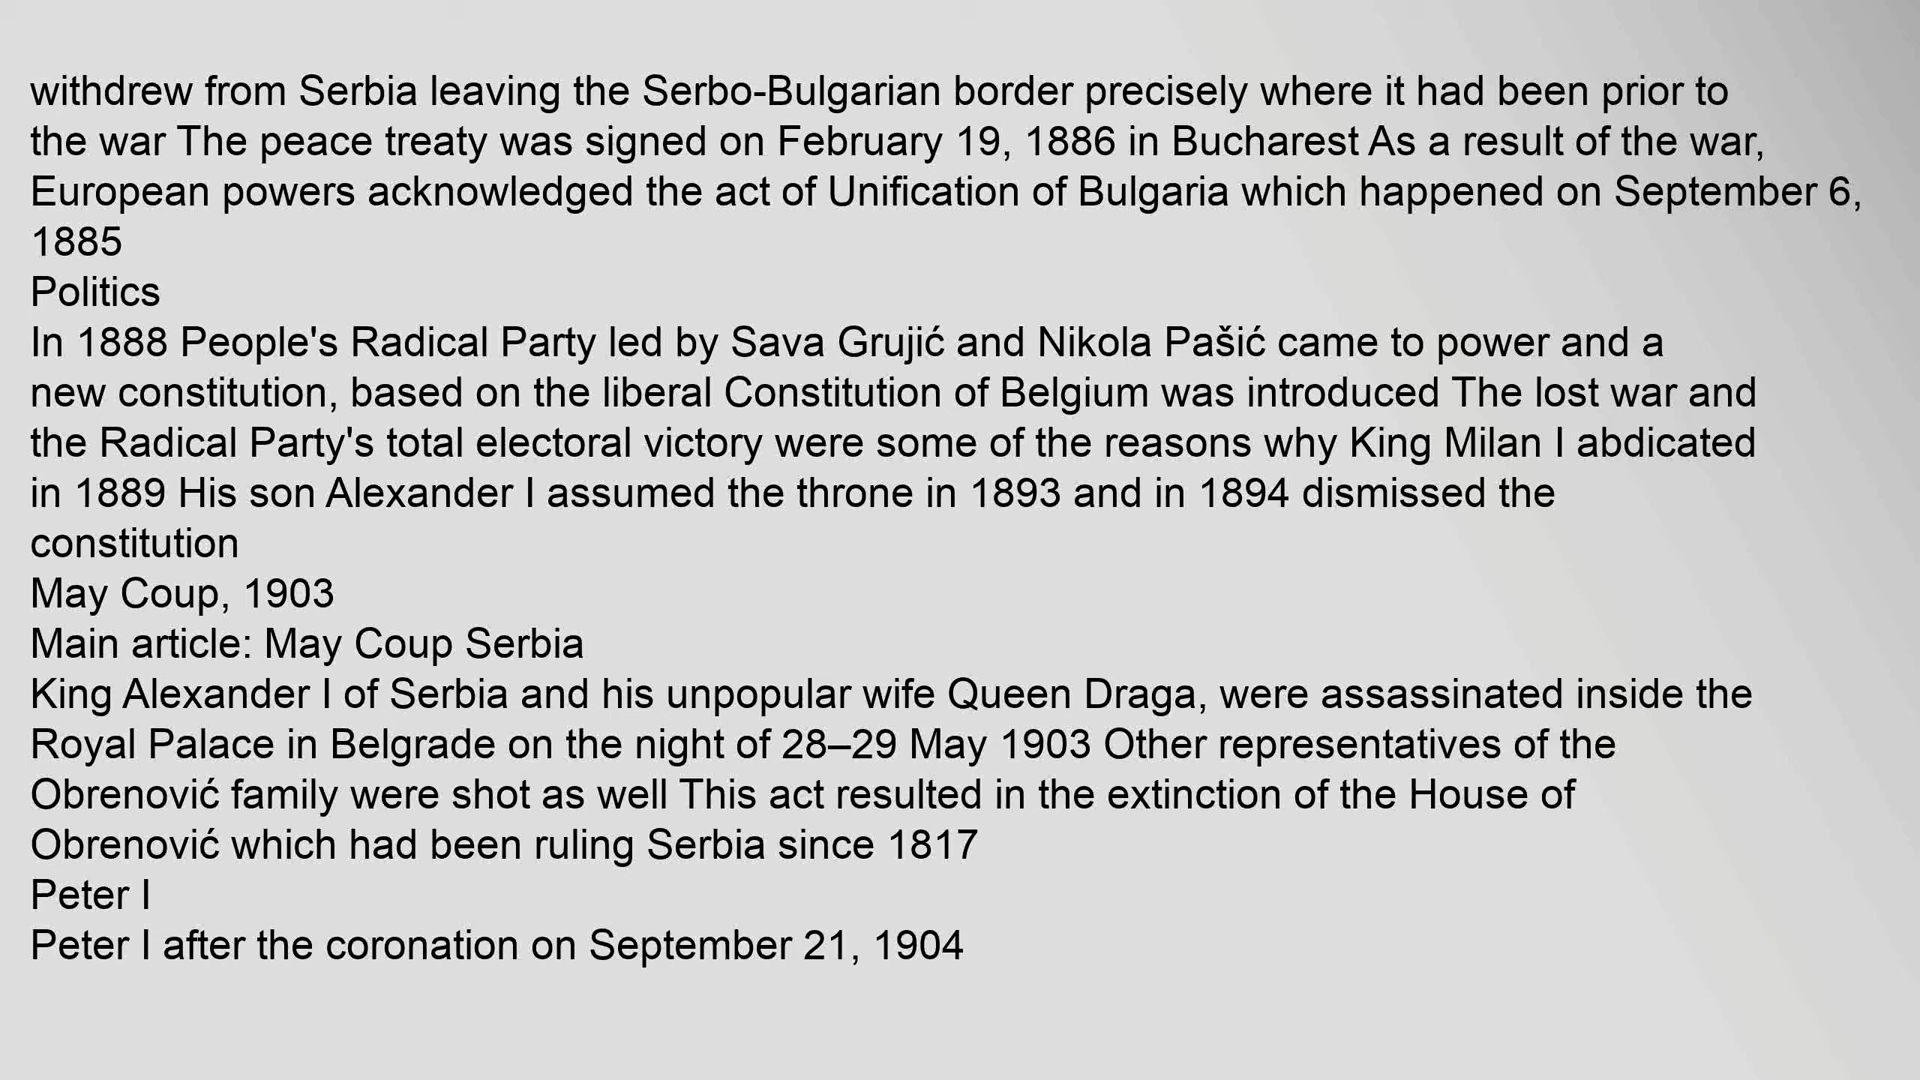 withdrew from Serbia leaving the Serbo-Bulgarian border precisely where it had been prior to
the war The peace treaty was signed on February 19, 1886 in Bucharest As a result of the war,
European powers acknowledged the act of Unification of Bulgaria which happened on September 6,
1885
Politics
In 1888 People's Radical Party led by Sava Grujić and Nikola Pašić came to power and a
new constitution, based on the liberal Constitution of Belgium was introduced The lost war and
the Radical Party's total electoral victory were some of the reasons why King Milan I abdicated
in 1889 His son Alexander I assumed the throne in 1893 and in 1894 dismissed the
constitution
May Coup, 1903
Main article: May Coup Serbia
King Alexander I of Serbia and his unpopular wife Queen Draga, were assassinated inside the
Royal Palace in Belgrade on the night of 28–29 May 1903 Other representatives of the
Obrenović family were shot as well This act resulted in the extinction of the House of
Obrenović which had been ruling Serbia since 1817
Peter I
Peter I after the coronation on September 21, 1904